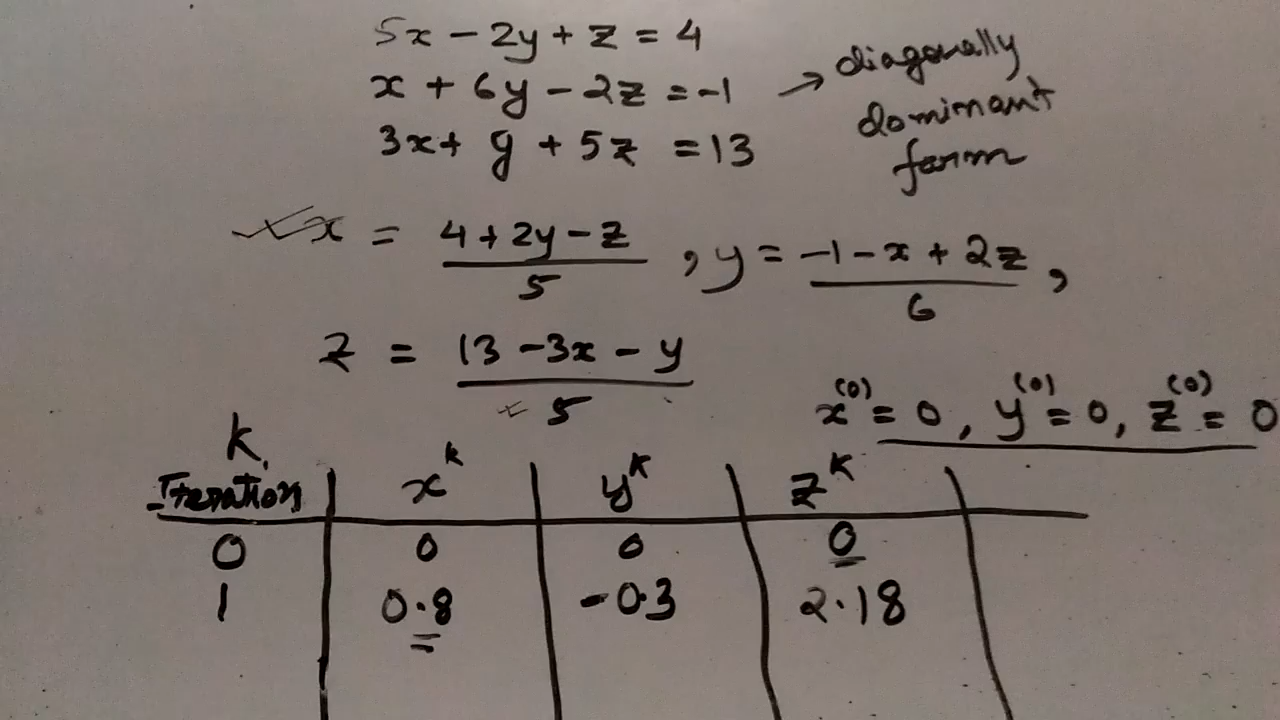 5x - 2y + z = 4
x + 6y - 2z = -1 → diagonally
3x + y + 5z = 13 dominant
form
x = (4 + 2y - z)/5 , y = (-1 - x + 2z)/6 ,
z = (13 - 3x - y)/5
x^(0) = 0 , y^(0) = 0, z^(0) = 0
K,
Iteration x^k y^k z^k
0 0 0 0
1 0.8 -0.3 2.18